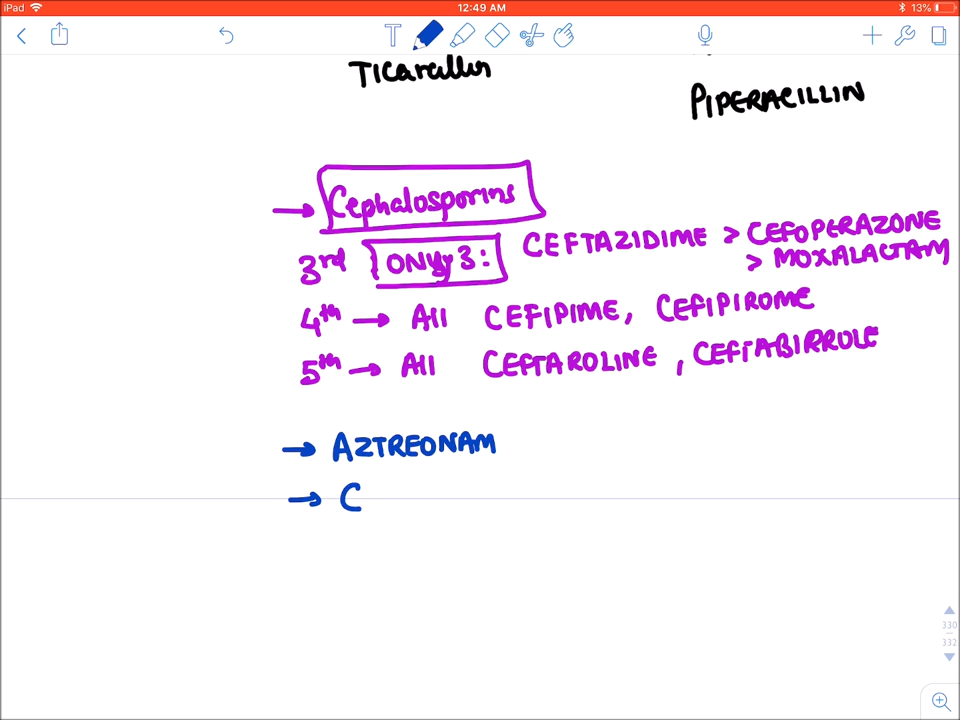 iPad 12:49 AM 13%
T
Ticarcillin
PIPERACILLIN
→ Cephalosporins
3rd ONLY 3: CEFTAZIDIME > CEFOPERAZONE
> MOXALACTAM
4th → All CEFIPIME, CEFIPIROME
5th → All CEFTAROLINE, CEFTABIRROLE
→ AZTREONAM
→ C
330
~
332